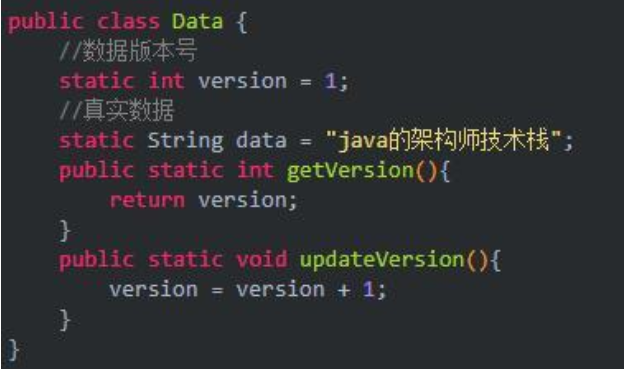 public class Data {
//数据版本号
static int version = 1;
//真实数据
static String data = "java的架构师技术栈";
public static int getVersion(){
return version;
}
public static void updateVersion(){
version = version + 1;
}
}